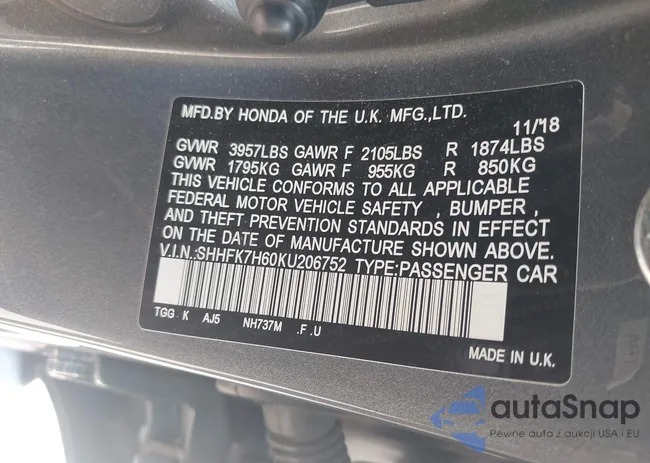 MFD.BY HONDA OF THE U.K. MFG.,LTD.
11/18
GVWR 3957LBS GAWR F 2105LBS R 1874LBS
GVWR 1795KG GAWR F 955KG R 850KG
THIS VEHICLE CONFORMS TO ALL APPLICABLE
FEDERAL MOTOR VEHICLE SAFETY , BUMPER ,
AND THEFT PREVENTION STANDARDS IN EFFECT
ON THE DATE OF MANUFACTURE SHOWN ABOVE.
V.I.N.:SHHFK7H60KU206752 TYPE:PASSENGER CAR
TGG K AJ5 NH737M .F .U
MADE IN U.K.
autaSnap
Pewne auta z aukcji USA i EU